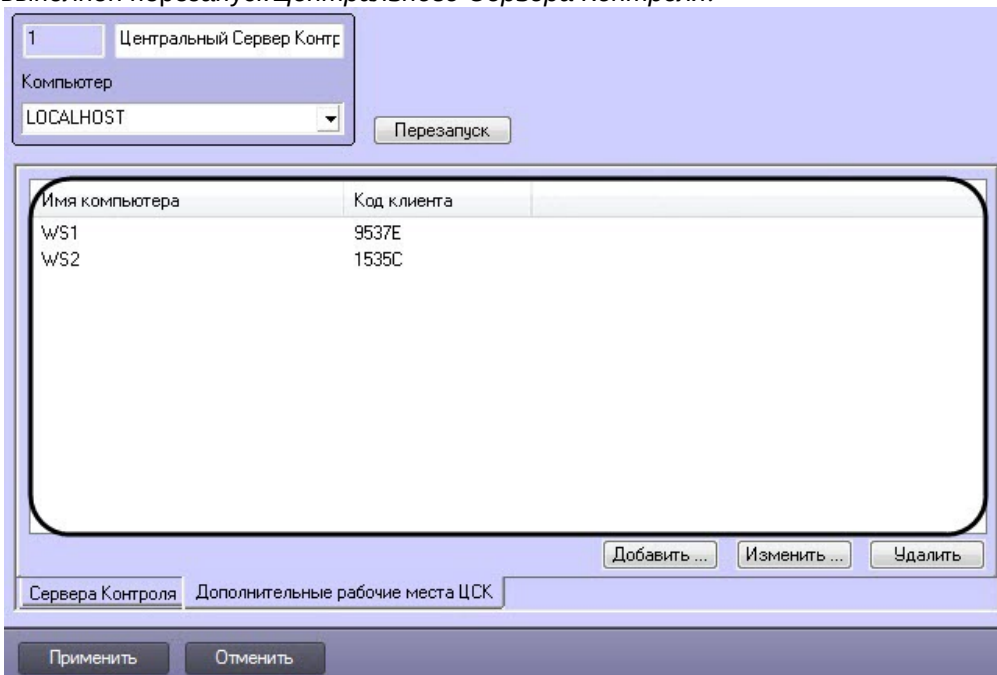 выполнен перезапуск Центрального Сервера Контроля.
1 Центральный Сервер Контр
Компьютер
LOCALHOST
Перезапуск
Имя компьютера Код клиента
WS1 9537E
WS2 1535C
Добавить ... Изменить ... Удалить
Сервера Контроля Дополнительные рабочие места ЦСК
Применить Отменить